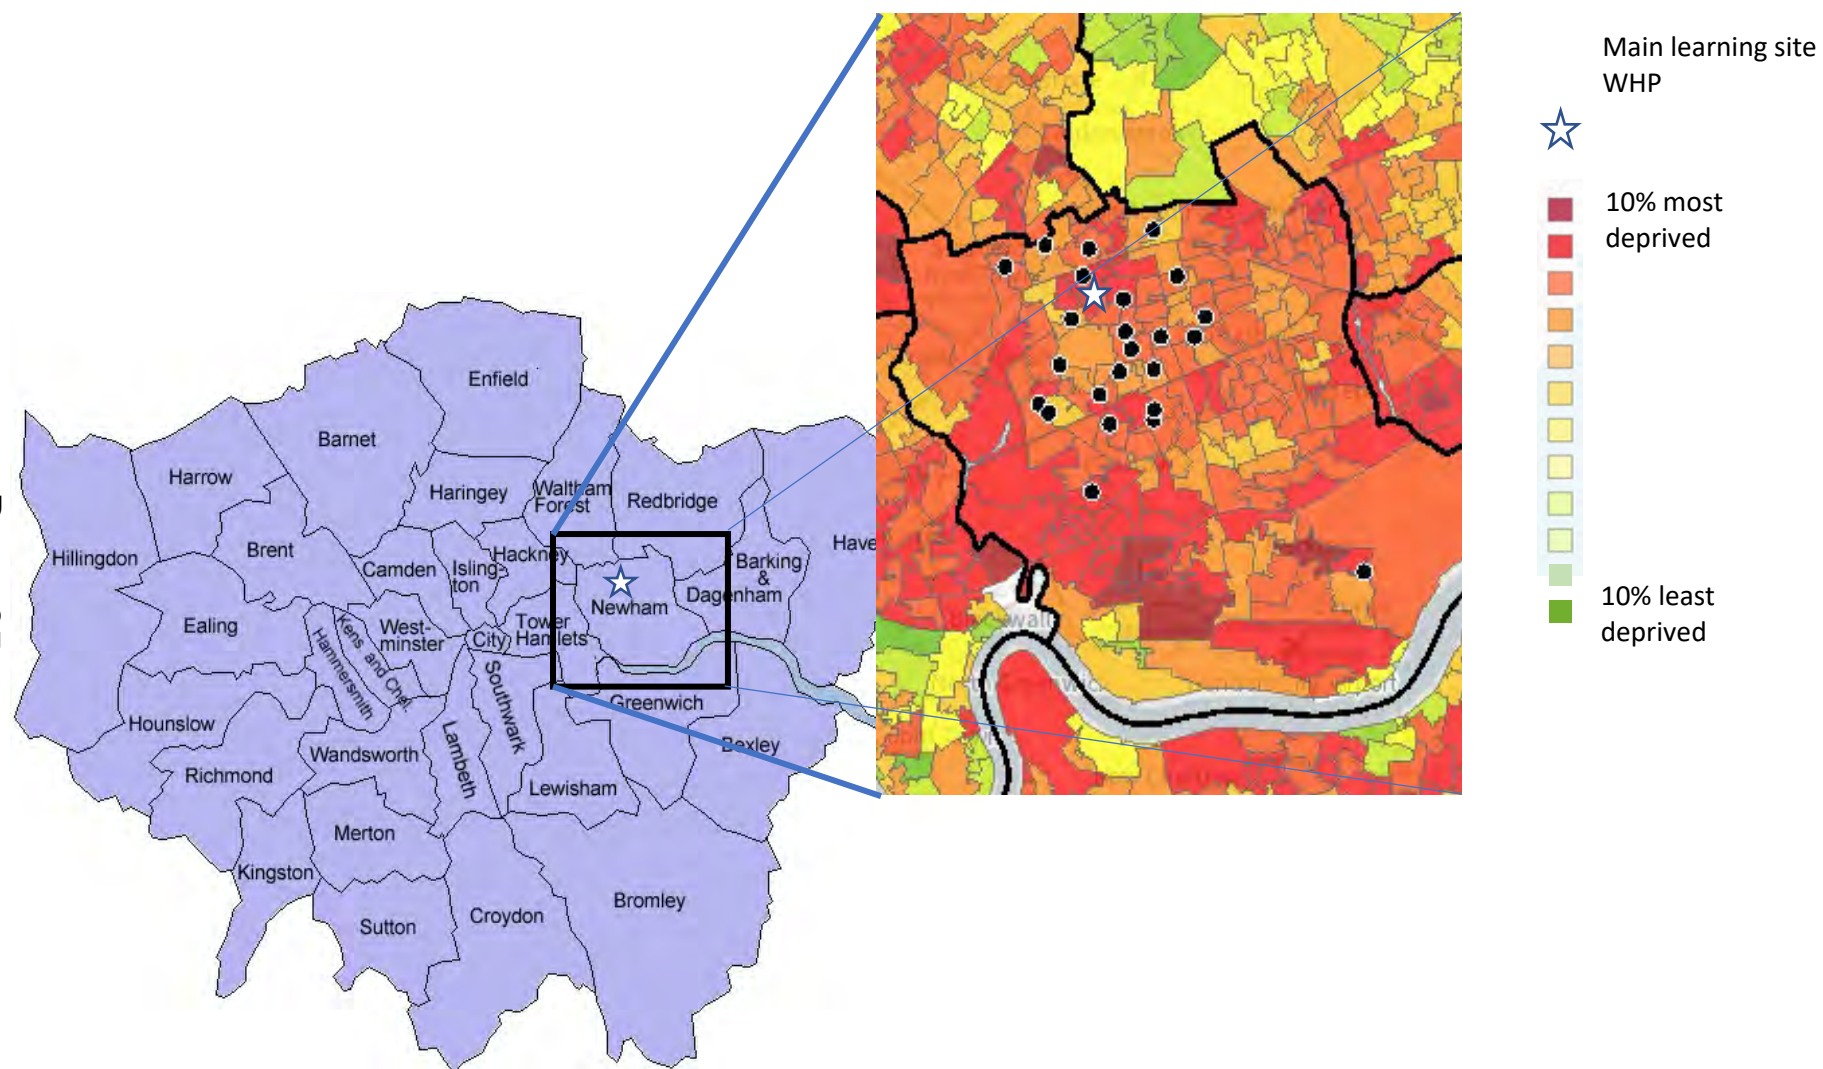 Enfield
Barnet
Harrow
Haringey
Waltham
Forest
Redbridge
Hillingdon
Brent
Camden
Isling-
ton
Hackney
Have
Barking
&
Dagenham
Newham
Ealing
West-
minster
City
Tower
Hamlets
Kens. and Chel.
Hammersmith
Southwark
Greenwich
Hounslow
Wandsworth
Lambeth
Bexley
Richmond
Lewisham
Merton
Kingston
Sutton
Croydon
Bromley
Main learning site
WHP
10% most
deprived
10% least
deprived